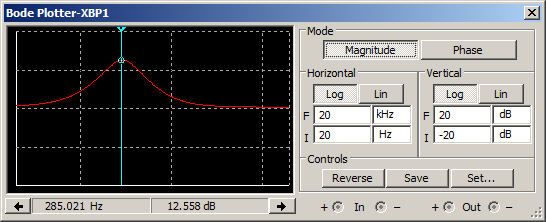 Bode Plotter-XBP1
Mode
Magnitude Phase
Horizontal Vertical
Log Lin Log Lin
F 20 kHz F 20 dB
I 20 Hz I -20 dB
Controls
Reverse Save Set...
285.021 Hz 12.558 dB + In − + Out −